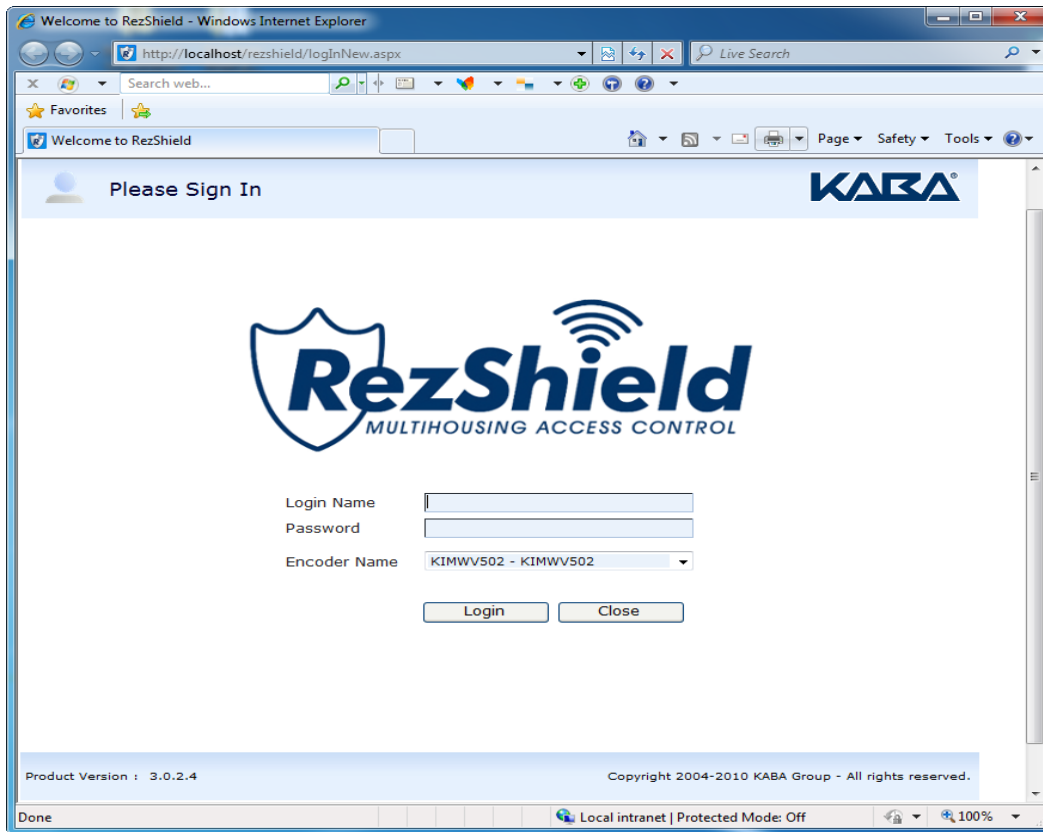 Welcome to RezShield - Windows Internet Explorer
http://localhost/rezshield/logInNew.aspx
Live Search
Search web...
Favorites
Welcome to RezShield
Page Safety Tools
Please Sign In
KABA®
RezShield
MULTIHOUSING ACCESS CONTROL
Login Name
Password
Encoder Name KIMWV502 - KIMWV502
Login Close
Product Version : 3.0.2.4 Copyright 2004-2010 KABA Group - All rights reserved.
Done Local intranet | Protected Mode: Off 100%